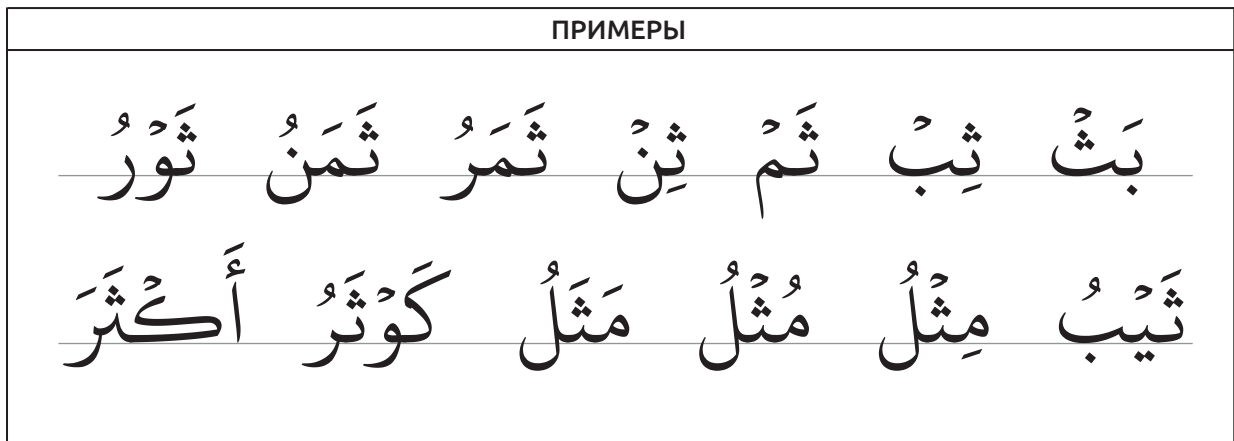 ПРИМЕРЫ
بَثْ ثِبْ ثَمْ ثِنْ ثَمَرُ ثَمَنُ ثَوْرُ
ثَيْبُ مِثْلُ مُثْلُ مَثَلُ كَوْثَرُ أَكْثَرَ